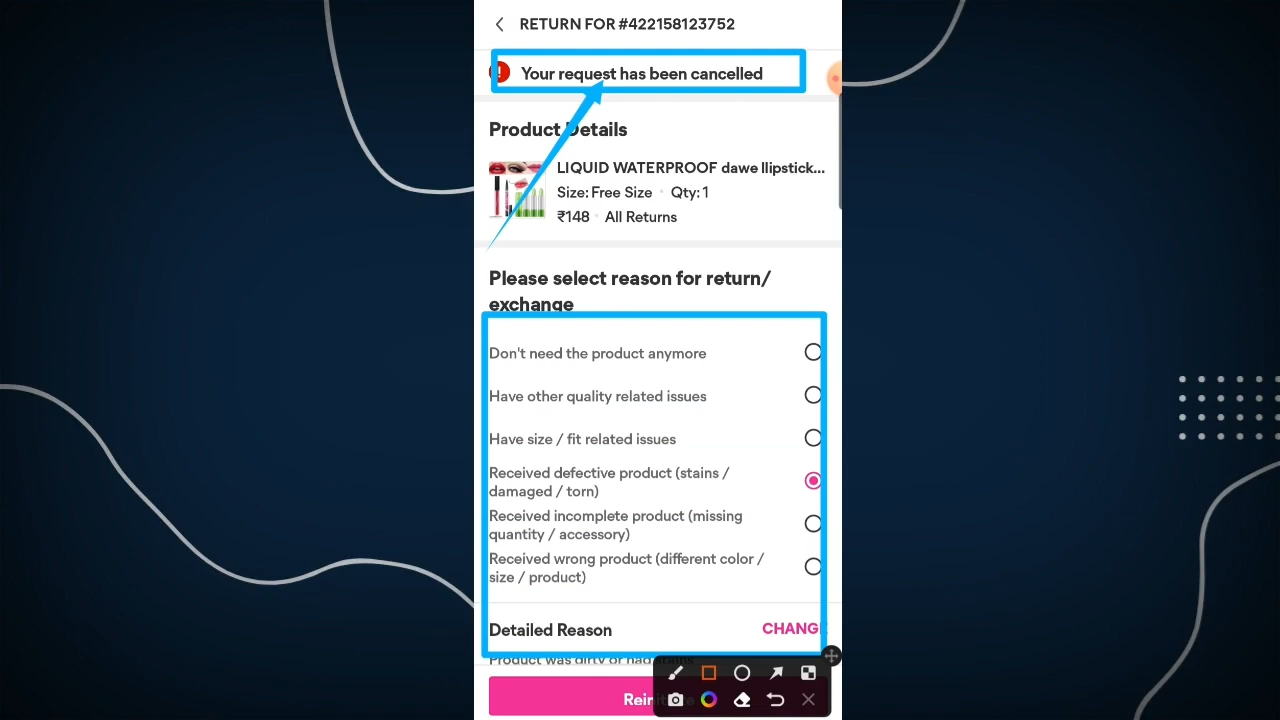 RETURN FOR #422158123752
Your request has been cancelled
Product Details
LIQUID WATERPROOF dawe llipstick...
Size: Free Size Qty: 1
₹148 All Returns
Please select reason for return/
exchange
Don't need the product anymore
Have other quality related issues
Have size / fit related issues
Received defective product (stains /
damaged / torn)
Received incomplete product (missing
quantity / accessory)
Received wrong product (different color /
size / product)
Detailed Reason
CHANGE
Product was dirty or had stains